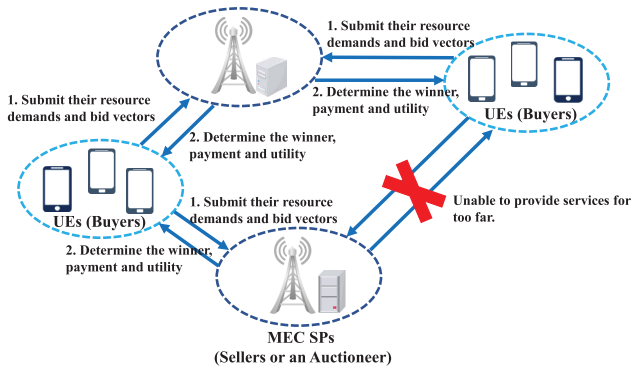 1. Submit their resource
demands and bid vectors
2. Determine the winner,
payment and utility
UEs (Buyers)
1. Submit their resource
demands and bid vectors
2. Determine the winner,
payment and utility
UEs (Buyers)
1. Submit their resource
demands and bid vectors
2. Determine the winner,
payment and utility
Unable to provide services for
too far.
MEC SPs
(Sellers or an Auctioneer)